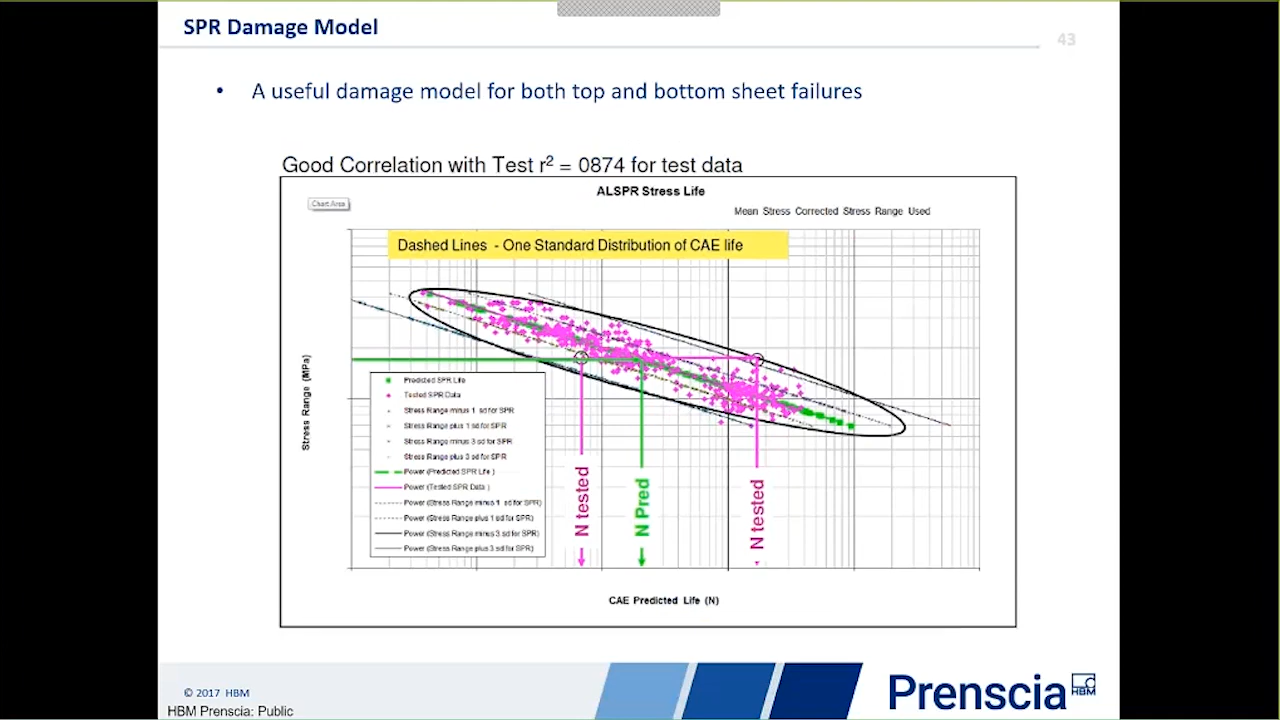 SPR Damage Model
43
• A useful damage model for both top and bottom sheet failures
Good Correlation with Test r² = 0874 for test data
ALSPR Stress Life
Chart Area
Mean Stress Corrected Stress Range Used
Dashed Lines - One Standard Distribution of CAE life
Stress Range (MPa)
Predicted SPR Life
Tested SPR Data
Stress Range minus 1 sd for SPR
Stress Range plus 1 sd for SPR
Stress Range minus 3 sd for SPR
Stress Range plus 3 sd for SPR
Power (Predicted SPR Life )
Power (Tested SPR Data )
Power (Stress Range minus 1 sd for SPR)
Power (Stress Range plus 1 sd for SPR)
Power (Stress Range minus 3 sd for SPR)
Power (Stress Range plus 3 sd for SPR)
N tested
N Pred
N tested
CAE Predicted Life (N)
© 2017 HBM
HBM Prenscia: Public
Prenscia
HBM